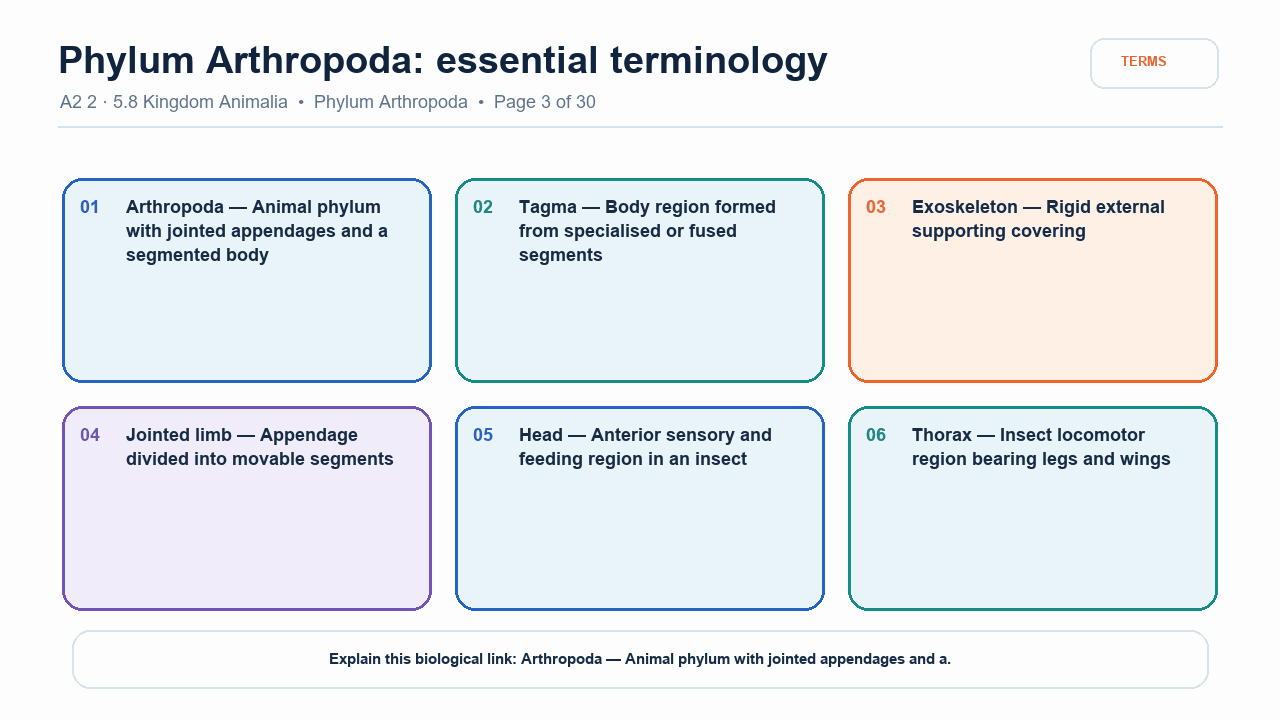 Phylum Arthropoda: essential terminology
TERMS
A2 2 · 5.8 Kingdom Animalia • Phylum Arthropoda • Page 3 of 30
01 Arthropoda — Animal phylum
with jointed appendages and a
segmented body
02 Tagma — Body region formed
from specialised or fused
segments
03 Exoskeleton — Rigid external
supporting covering
04 Jointed limb — Appendage
divided into movable segments
05 Head — Anterior sensory and
feeding region in an insect
06 Thorax — Insect locomotor
region bearing legs and wings
Explain this biological link: Arthropoda — Animal phylum with jointed appendages and a.